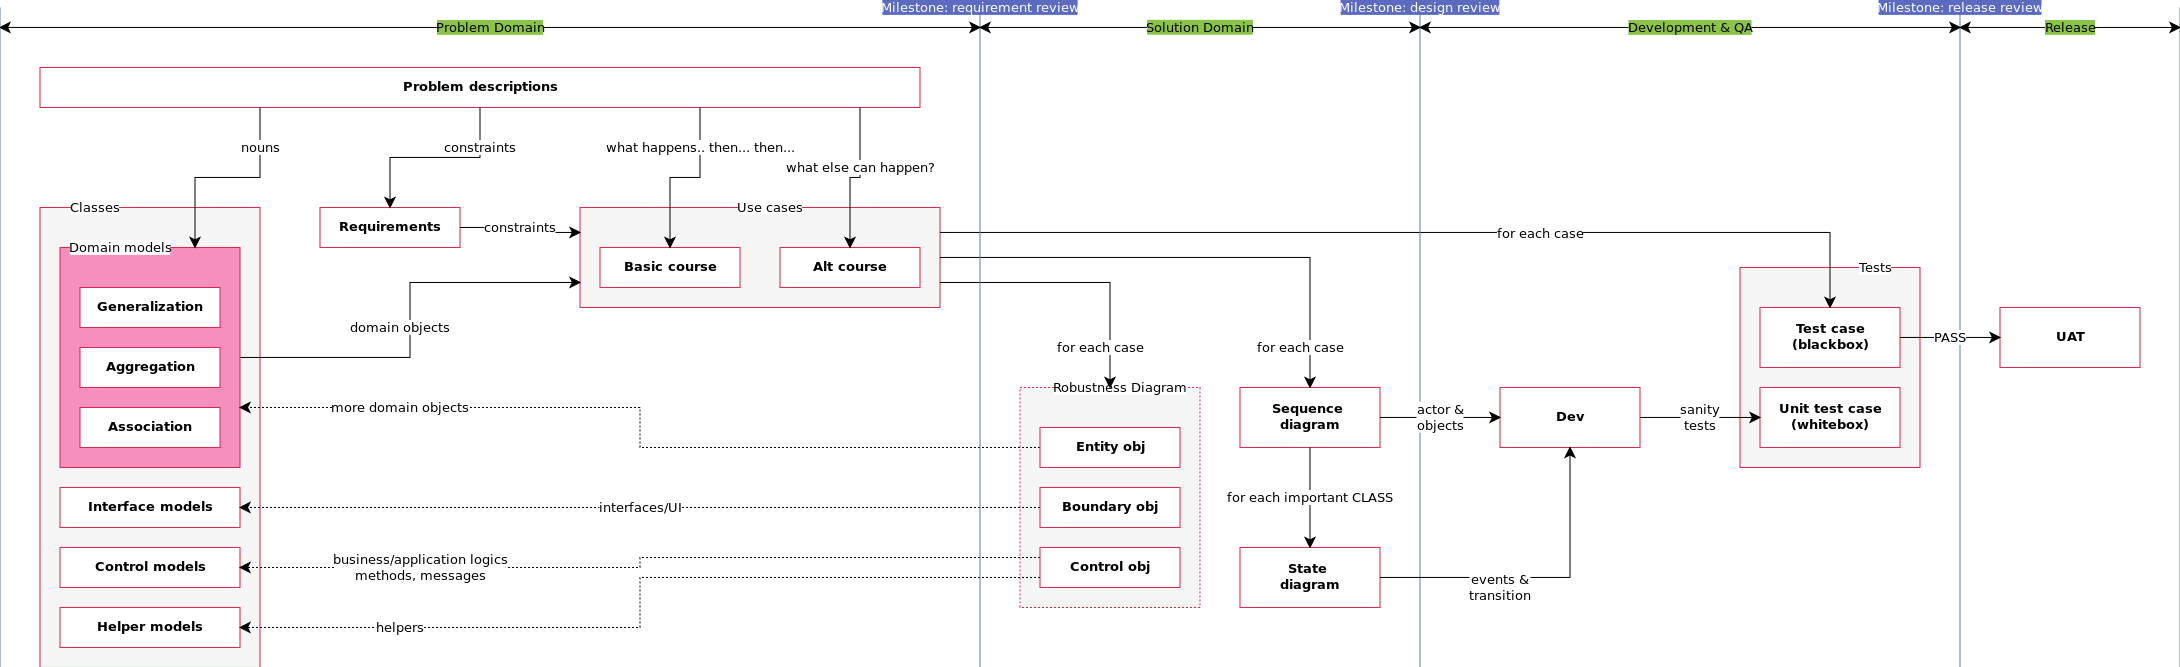 Milestone: requirement review
Milestone: design review
Milestone: release review
Problem Domain
Solution Domain
Development & QA
Release
Problem descriptions
nouns
constraints
what happens.. then... then...
what else can happen?
Classes
Domain models
Generalization
Aggregation
Association
Interface models
Control models
Helper models
Requirements
constraints
Use cases
Basic course
Alt course
domain objects
more domain objects
interfaces/UI
business/application logics
methods, messages
helpers
for each case
for each case
for each case
Robustness Diagram
Entity obj
Boundary obj
Control obj
Sequence
diagram
for each important CLASS
State
diagram
actor &
objects
events &
transition
Dev
sanity
tests
Tests
Test case
(blackbox)
Unit test case
(whitebox)
PASS
UAT